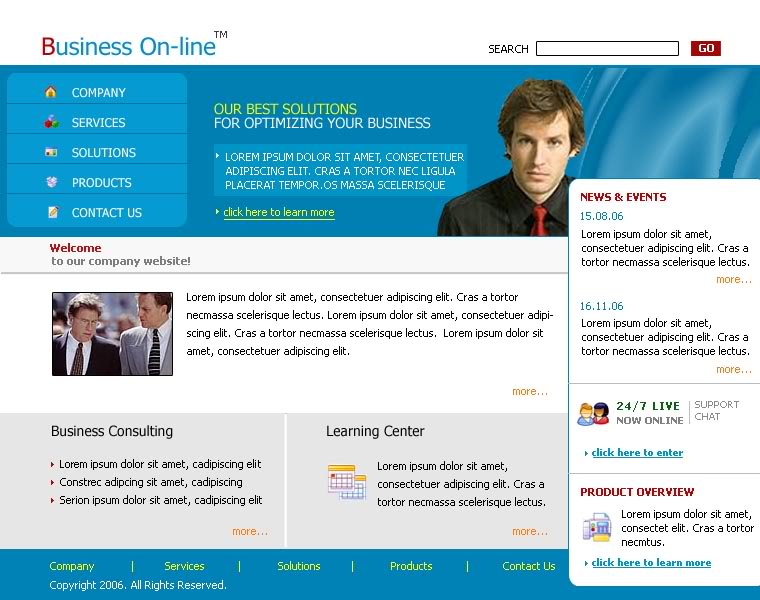 Business On-line™
SEARCH
GO
COMPANY
SERVICES
SOLUTIONS
PRODUCTS
CONTACT US
OUR BEST SOLUTIONS
FOR OPTIMIZING YOUR BUSINESS
LOREM IPSUM DOLOR SIT AMET, CONSECTETUER
ADIPISCING ELIT. CRAS A TORTOR NEC LIGULA
PLACERAT TEMPOR.OS MASSA SCELERISQUE
click here to learn more
Welcome
to our company website!
Lorem ipsum dolor sit amet, consectetuer adipiscing elit. Cras a tortor
necmassa scelerisque lectus. Lorem ipsum dolor sit amet, consectetuer adipi-
scing elit. Cras a tortor necmassa scelerisque lectus.  Lorem ipsum dolor sit
amet, consectetuer adipiscing elit.
more...
Business Consulting
Lorem ipsum dolor sit amet, cadipiscing elit
Constrec adipcing sit amet, cadipiscing
Serion ipsum dolor sit amet, cadipiscing elit
more...
Learning Center
Lorem ipsum dolor sit amet,
consectetuer adipiscing elit. Cras a
tortor necmassa scelerisque lectus.
more...
NEWS & EVENTS
15.08.06
Lorem ipsum dolor sit amet,
consectetuer adipiscing elit. Cras a
tortor necmassa scelerisque lectus.
more...
16.11.06
Lorem ipsum dolor sit amet,
consectetuer adipiscing elit. Cras a
tortor necmassa scelerisque lectus.
more...
24/7 LIVE
NOW ONLINE
SUPPORT
CHAT
click here to enter
PRODUCT OVERVIEW
Lorem ipsum dolor sit amet,
consectet elit. Cras a tortor
necmtus.
click here to learn more
Company | Services | Solutions | Products | Contact Us
Copyright 2006. All Rights Reserved.